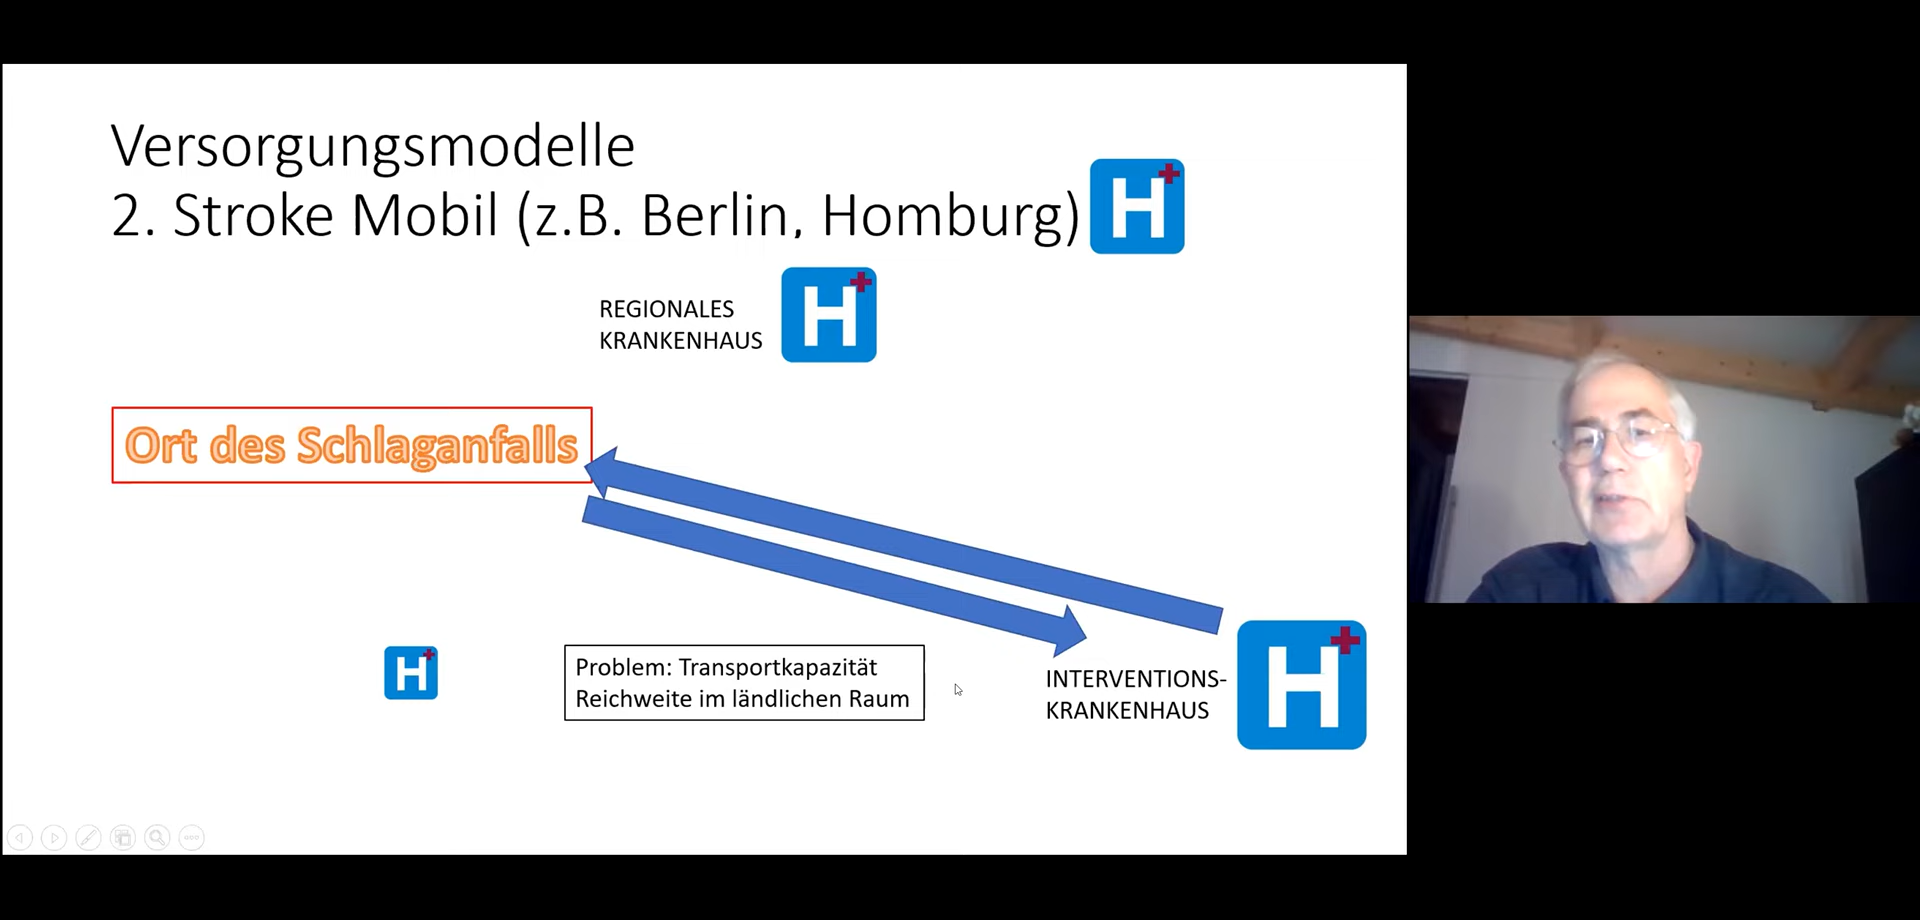 Versorgungsmodelle
2. Stroke Mobil (z.B. Berlin, Homburg)
H
REGIONALES
KRANKENHAUS
H
Ort des Schlaganfalls
H
Problem: Transportkapazität
Reichweite im ländlichen Raum
INTERVENTIONS-
KRANKENHAUS
H